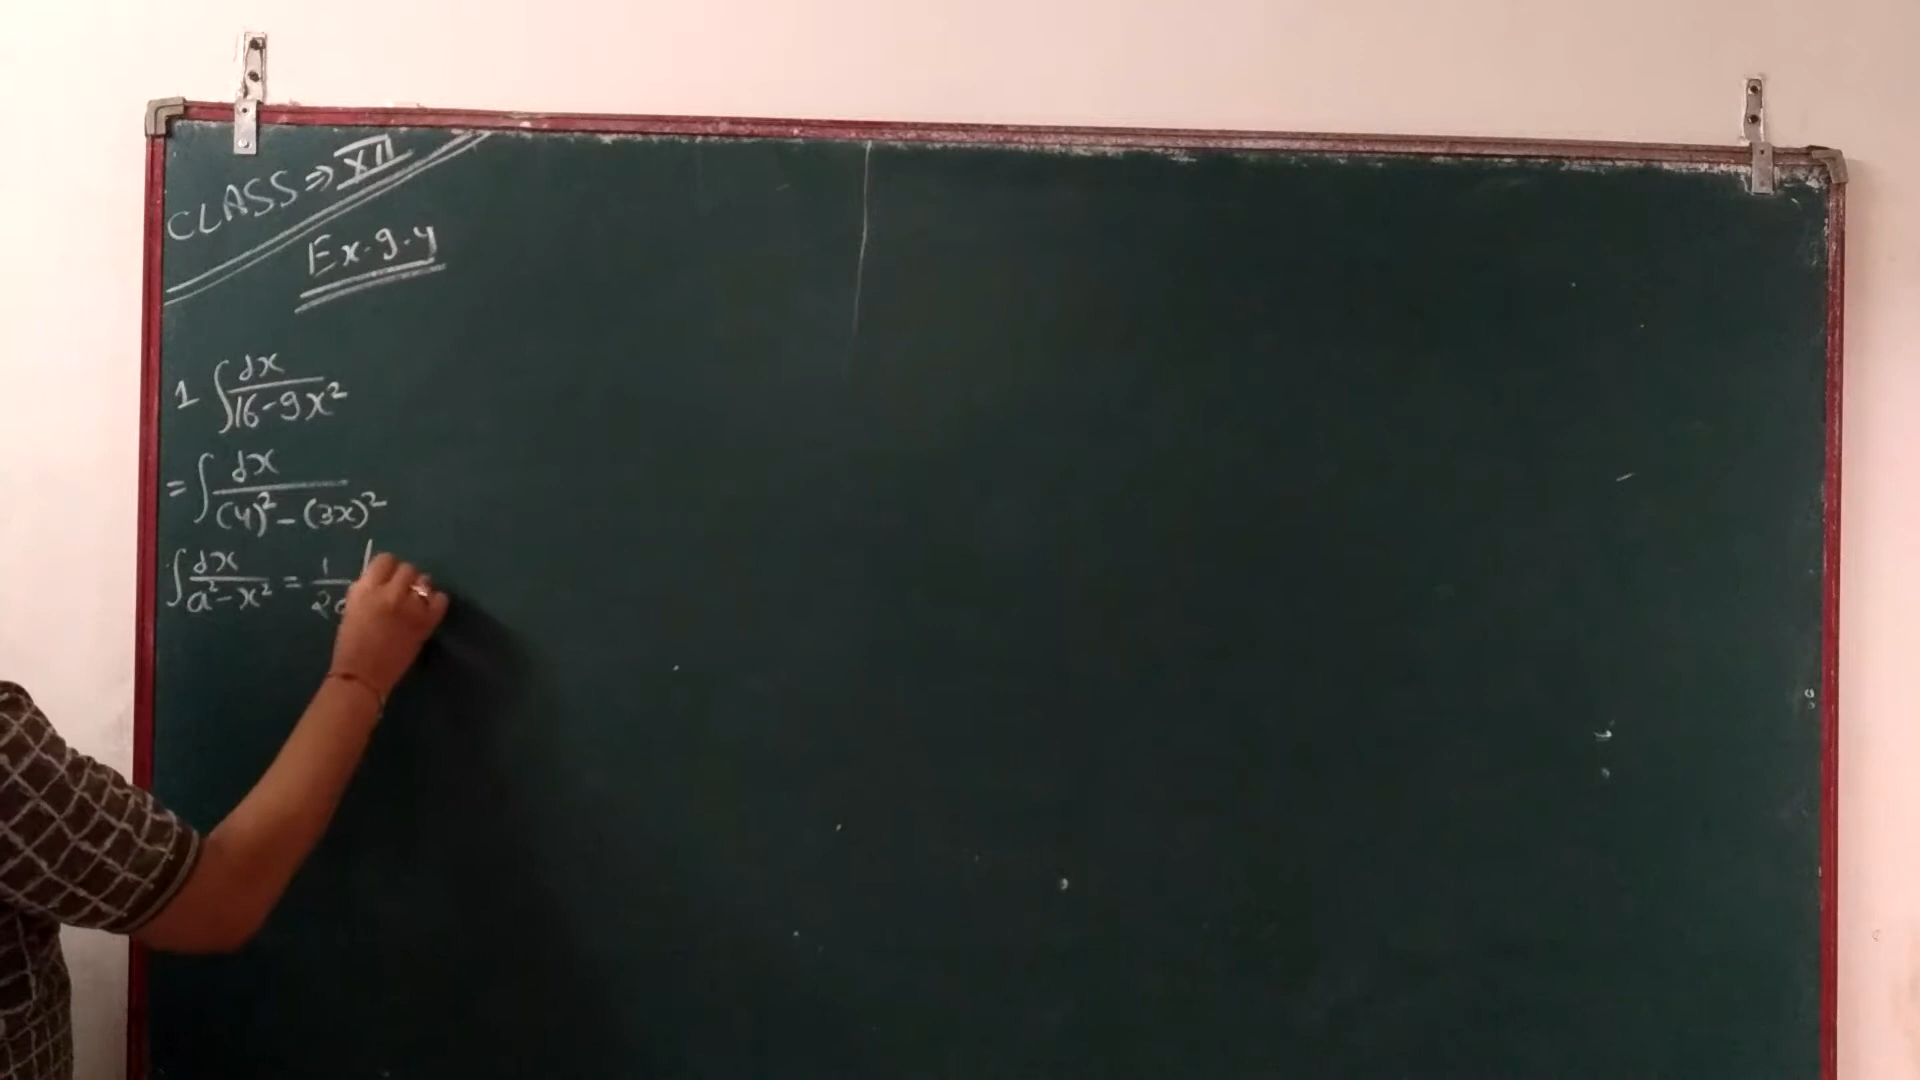 CLASS ⇒ XII
Ex-9.4
1 ∫ dx / 16-9x²
= ∫ dx / (4)² - (3x)²
∫ dx / a² - x² = 1 / 2a